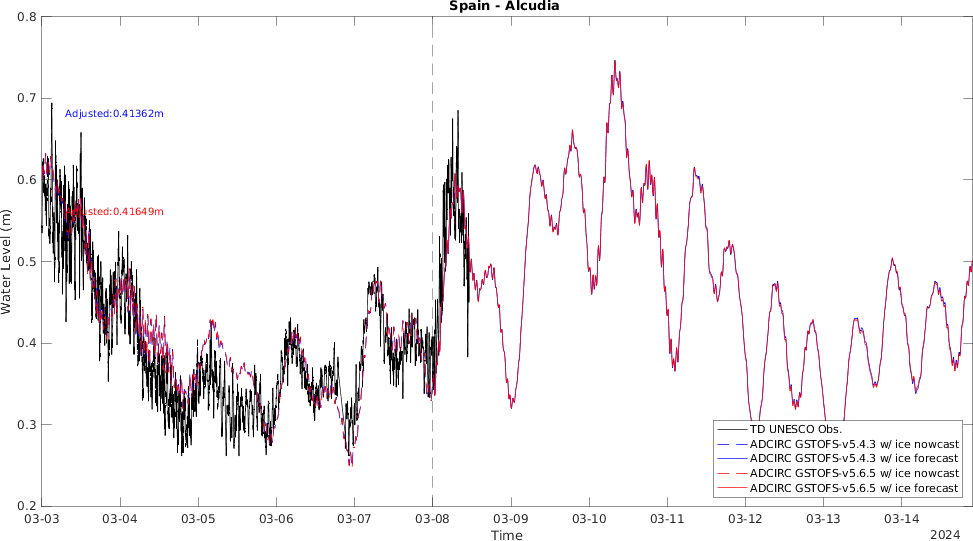 Spain - Alcudia
0.8
0.7
0.6
0.5
0.4
0.3
0.2
Water Level (m)
Adjusted:0.41362m
Adjusted:0.41649m
TD UNESCO Obs.
ADCIRC GSTOFS-v5.4.3 w/ ice nowcast
ADCIRC GSTOFS-v5.4.3 w/ ice forecast
ADCIRC GSTOFS-v5.6.5 w/ ice nowcast
ADCIRC GSTOFS-v5.6.5 w/ ice forecast
03-03 03-04 03-05 03-06 03-07 03-08 03-09 03-10 03-11 03-12 03-13 03-14
Time
2024